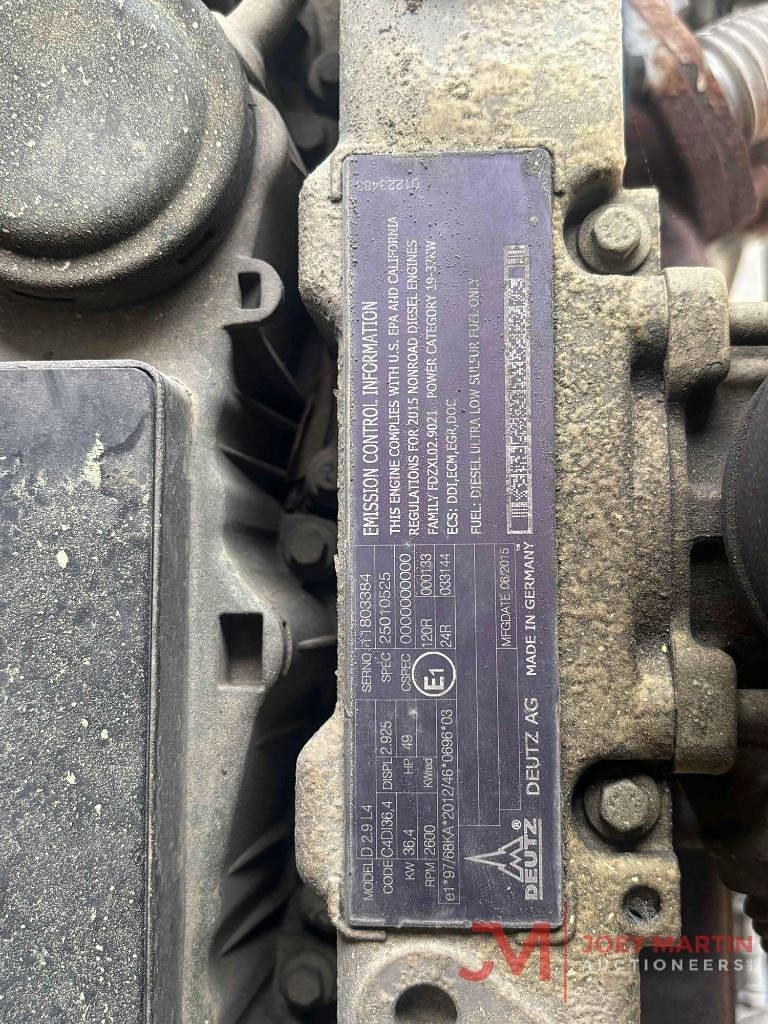 MODEL D 2.9 L4 SERNO. 11803384
CODE C4DI36,4 DISPL 2.925 SPEC 25010525
KW 36,4 HP 49 CSPEC 0000000000
RPM 2600 KWred E1 120R 000133
24R 033144
e1*97/68KA*2012/46*0696*03
MFGDATE 06/2015
DEUTZ® DEUTZ AG MADE IN GERMANY
EMISSION CONTROL INFORMATION
THIS ENGINE COMPLIES WITH U.S. EPA AND CALIFORNIA
REGULATIONS FOR 2015 NONROAD DIESEL ENGINES
FAMILY FDZXL02.9021 POWER CATEGORY 19-37KW
ECS: DDI,ECM,EGR,DOC
FUEL: DIESEL ULTRA LOW SULSUR FUEL ONLY
01223483
JM JOEY MARTIN
AUCTIONEERS